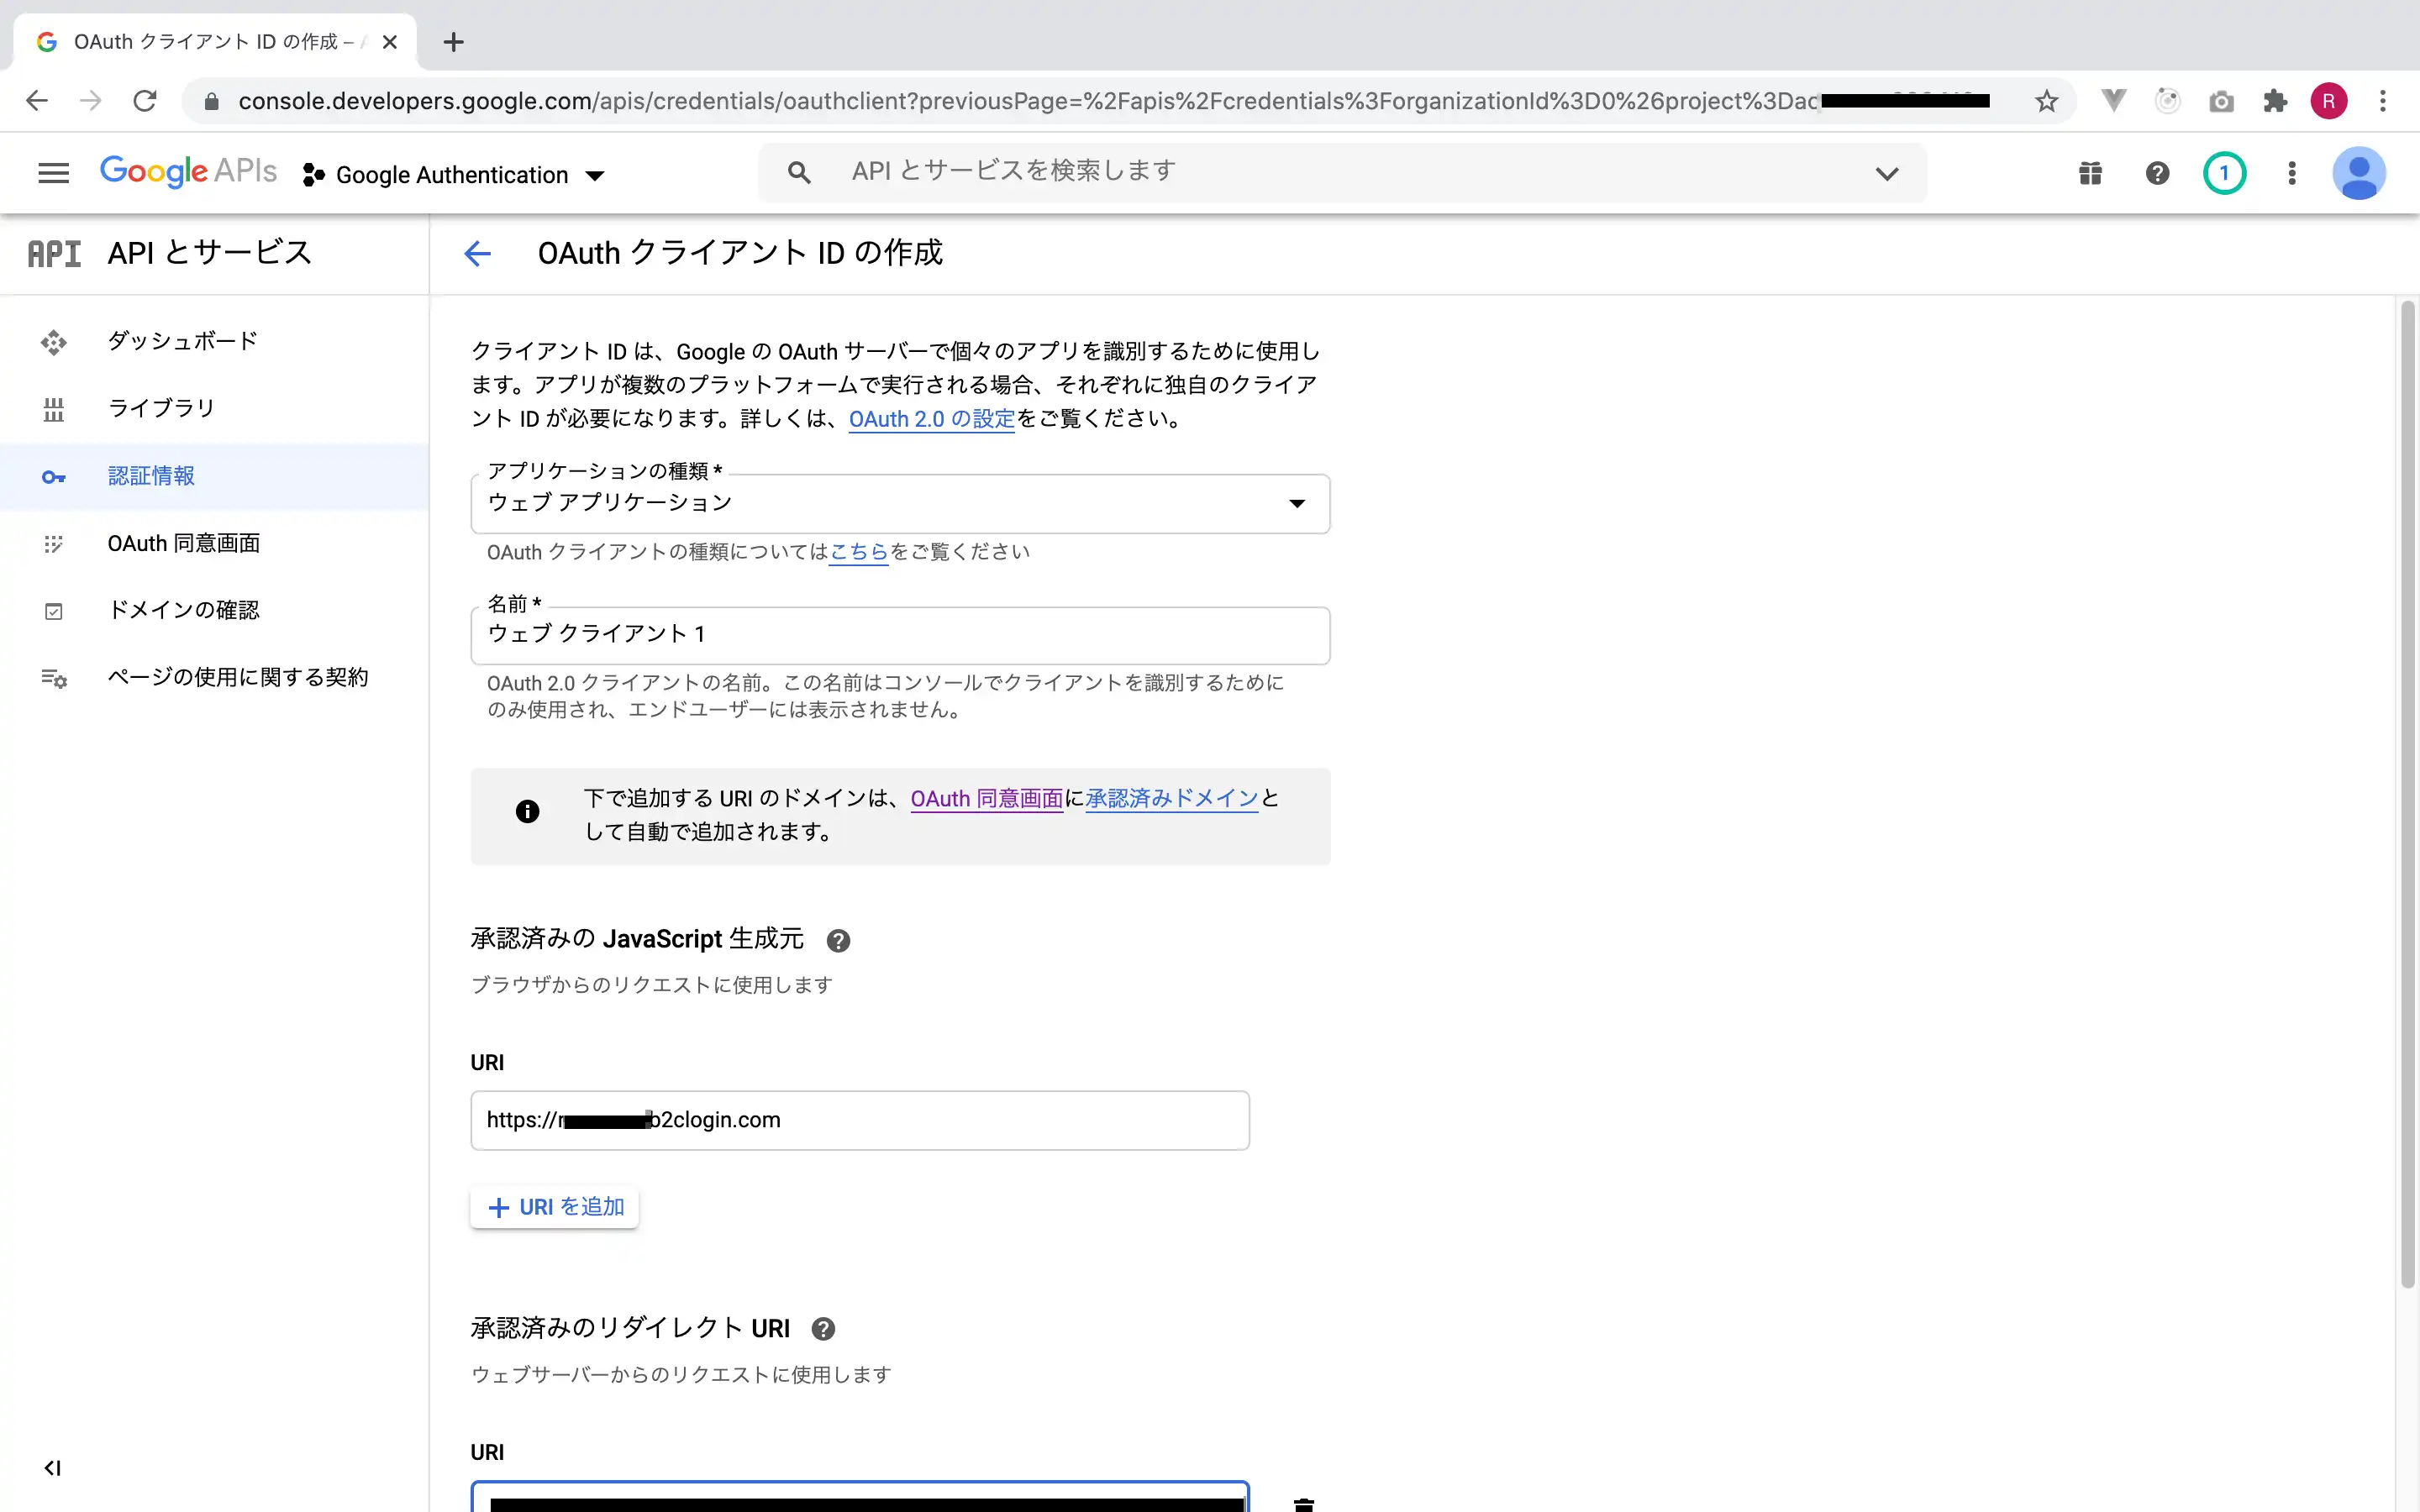 OAuth クライアント ID の作成 –
console.developers.google.com/apis/credentials/oauthclient?previousPage=%2Fapis%2Fcredentials%3ForganizationId%3D0%26project%3Dac
R
Google APIs
Google Authentication
API とサービスを検索します
1
API
API とサービス
OAuth クライアント ID の作成
ダッシュボード
ライブラリ
認証情報
OAuth 同意画面
ドメインの確認
ページの使用に関する契約
クライアント ID は、Google の OAuth サーバーで個々のアプリを識別するために使用し
ます。アプリが複数のプラットフォームで実行される場合、それぞれに独自のクライア
ント ID が必要になります。詳しくは、OAuth 2.0 の設定をご覧ください。
アプリケーションの種類 *
ウェブ アプリケーション
OAuth クライアントの種類についてはこちらをご覧ください
名前 *
ウェブ クライアント 1
OAuth 2.0 クライアントの名前。この名前はコンソールでクライアントを識別するために
のみ使用され、エンドユーザーには表示されません。
下で追加する URI のドメインは、OAuth 同意画面に承認済みドメインと
して自動で追加されます。
承認済みの JavaScript 生成元
ブラウザからのリクエストに使用します
URI
https://r b2clogin.com
URI を追加
承認済みのリダイレクト URI
ウェブサーバーからのリクエストに使用します
URI